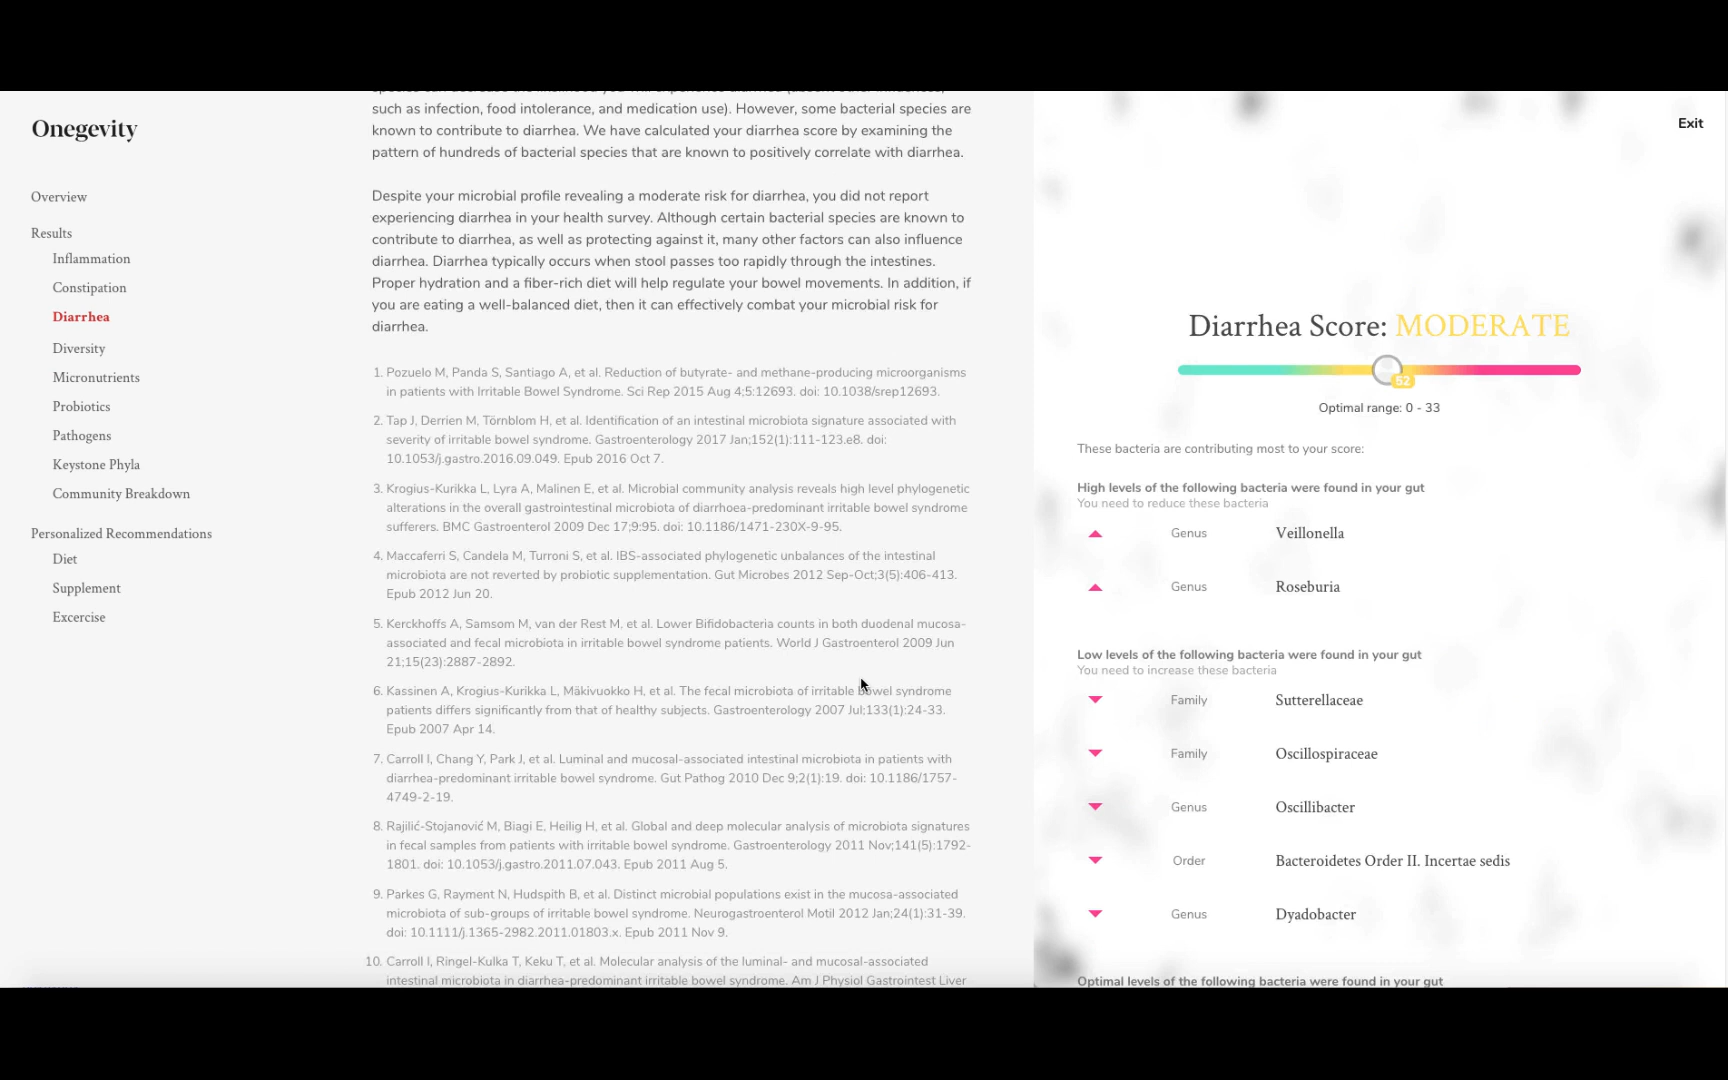 Onegevity
Overview
Results
Inflammation
Constipation
Diarrhea
Diversity
Micronutrients
Probiotics
Pathogens
Keystone Phyla
Community Breakdown
Personalized Recommendations
Diet
Supplement
Excercise
such as infection, food intolerance, and medication use). However, some bacterial species are
known to contribute to diarrhea. We have calculated your diarrhea score by examining the
pattern of hundreds of bacterial species that are known to positively correlate with diarrhea.
Despite your microbial profile revealing a moderate risk for diarrhea, you did not report
experiencing diarrhea in your health survey. Although certain bacterial species are known to
contribute to diarrhea, as well as protecting against it, many other factors can also influence
diarrhea. Diarrhea typically occurs when stool passes too rapidly through the intestines.
Proper hydration and a fiber-rich diet will help regulate your bowel movements. In addition, if
you are eating a well-balanced diet, then it can effectively combat your microbial risk for
diarrhea.
1. Pozuelo M, Panda S, Santiago A, et al. Reduction of butyrate- and methane-producing microorganisms
in patients with Irritable Bowel Syndrome. Sci Rep 2015 Aug 4;5:12693. doi: 10.1038/srep12693.
2. Tap J, Derrien M, Törnblom H, et al. Identification of an intestinal microbiota signature associated with
severity of irritable bowel syndrome. Gastroenterology 2017 Jan;152(1):111-123.e8. doi:
10.1053/j.gastro.2016.09.049. Epub 2016 Oct 7.
3. Krogius-Kurikka L, Lyra A, Malinen E, et al. Microbial community analysis reveals high level phylogenetic
alterations in the overall gastrointestinal microbiota of diarrhoea-predominant irritable bowel syndrome
sufferers. BMC Gastroenterol 2009 Dec 17;9:95. doi: 10.1186/1471-230X-9-95.
4. Maccaferri S, Candela M, Turroni S, et al. IBS-associated phylogenetic unbalances of the intestinal
microbiota are not reverted by probiotic supplementation. Gut Microbes 2012 Sep-Oct;3(5):406-413.
Epub 2012 Jun 20.
5. Kerckhoffs A, Samsom M, van der Rest M, et al. Lower Bifidobacteria counts in both duodenal mucosa-
associated and fecal microbiota in irritable bowel syndrome patients. World J Gastroenterol 2009 Jun
21;15(23):2887-2892.
6. Kassinen A, Krogius-Kurikka L, Mäkivuokko H, et al. The fecal microbiota of irritable bowel syndrome
patients differs significantly from that of healthy subjects. Gastroenterology 2007 Jul;133(1):24-33.
Epub 2007 Apr 14.
7. Carroll I, Chang Y, Park J, et al. Luminal and mucosal-associated intestinal microbiota in patients with
diarrhea-predominant irritable bowel syndrome. Gut Pathog 2010 Dec 9;2(1):19. doi: 10.1186/1757-
4749-2-19.
8. Rajilić-Stojanović M, Biagi E, Heilig H, et al. Global and deep molecular analysis of microbiota signatures
in fecal samples from patients with irritable bowel syndrome. Gastroenterology 2011 Nov;141(5):1792-
1801. doi: 10.1053/j.gastro.2011.07.043. Epub 2011 Aug 5.
9. Parkes G, Rayment N, Hudspith B, et al. Distinct microbial populations exist in the mucosa-associated
microbiota of sub-groups of irritable bowel syndrome. Neurogastroenterol Motil 2012 Jan;24(1):31-39.
doi: 10.1111/j.1365-2982.2011.01803.x. Epub 2011 Nov 9.
10. Carroll I, Ringel-Kulka T, Keku T, et al. Molecular analysis of the luminal- and mucosal-associated
intestinal microbiota in diarrhea-predominant irritable bowel syndrome. Am J Physiol Gastrointest Liver
Exit
Diarrhea Score: MODERATE
52
Optimal range: 0 - 33
These bacteria are contributing most to your score:
High levels of the following bacteria were found in your gut
You need to reduce these bacteria
Genus Veillonella
Genus Roseburia
Low levels of the following bacteria were found in your gut
You need to increase these bacteria
Family Sutterellaceae
Family Oscillospiraceae
Genus Oscillibacter
Order Bacteroidetes Order II. Incertae sedis
Genus Dyadobacter
Optimal levels of the following bacteria were found in your gut